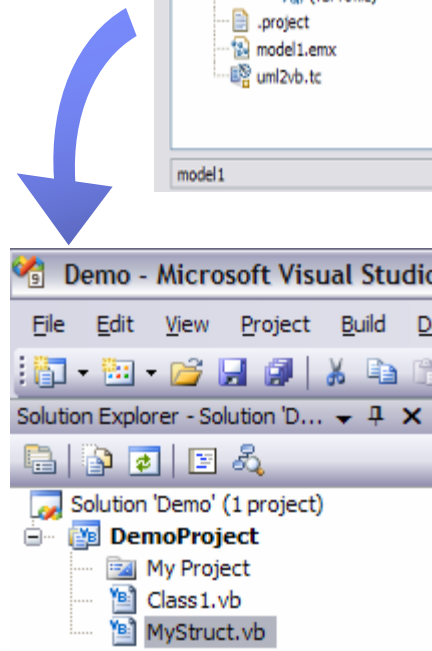 .project
model1.emx
uml2vb.tc
model1
Demo - Microsoft Visual Studio
File Edit View Project Build D
Solution Explorer - Solution 'D...
Solution 'Demo' (1 project)
DemoProject
My Project
Class1.vb
MyStruct.vb